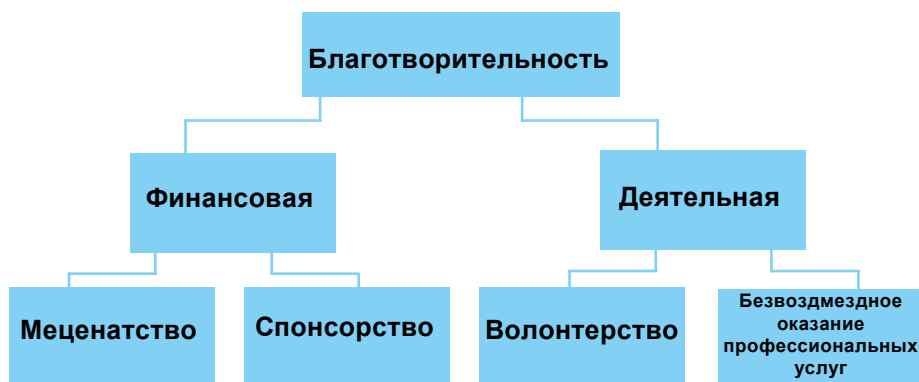 Благотворительность
Финансовая
Деятельная
Меценатство
Спонсорство
Волонтерство
Безвоздмездное
оказание
профессиональных
услуг